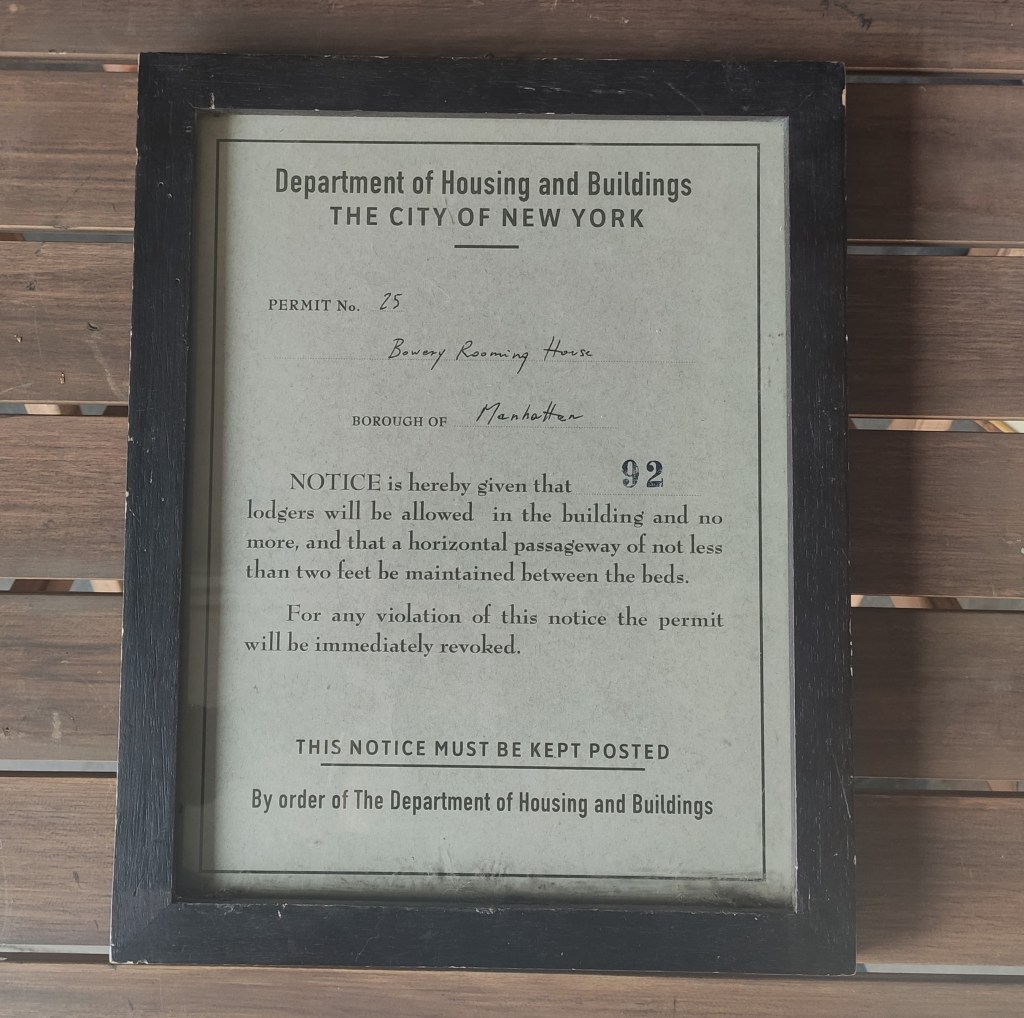 Department of Housing and Buildings
THE CITY OF NEW YORK
PERMIT No. 25
Bowery Rooming House
BOROUGH OF Manhattan
NOTICE is hereby given that 92
lodgers will be allowed in the building and no
more, and that a horizontal passageway of not less
than two feet be maintained between the beds.
For any violation of this notice the permit
will be immediately revoked.
THIS NOTICE MUST BE KEPT POSTED
By order of The Department of Housing and Buildings